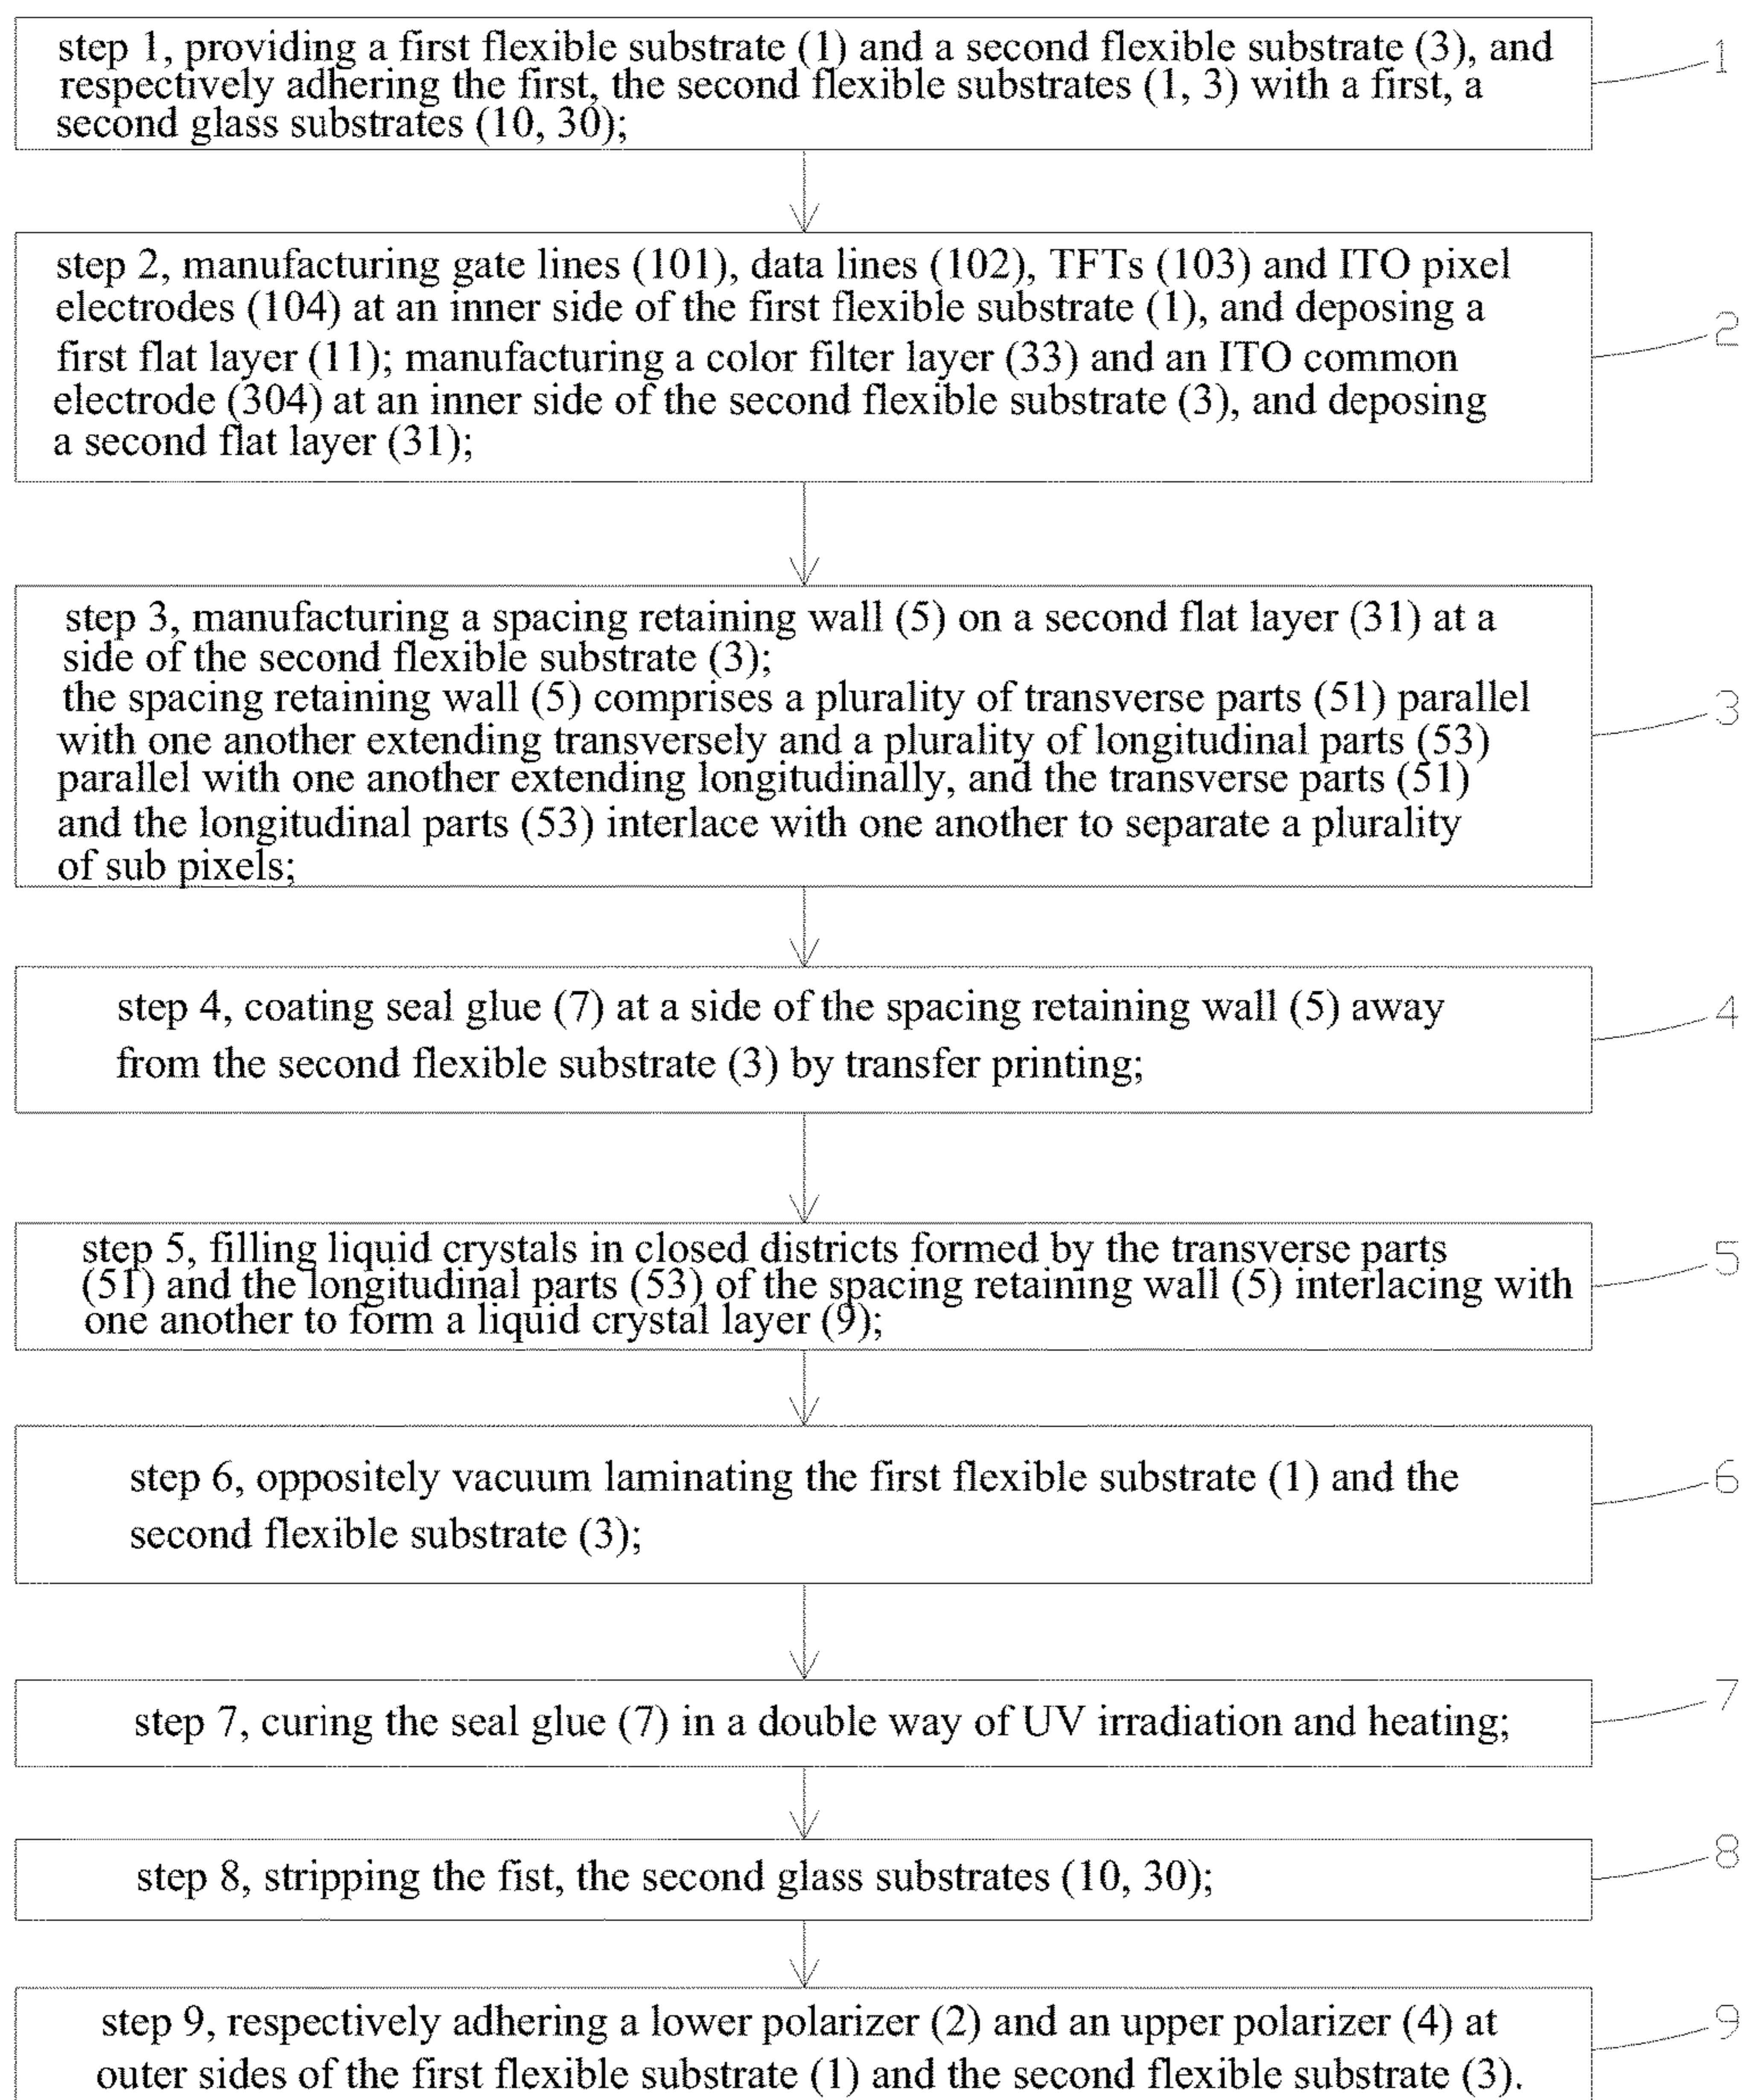 step 1, providing a first flexible substrate (1) and a second flexible substrate (3), and
respectively adhering the first, the second flexible substrates (1, 3) with a first, a
second glass substrates (10, 30);
1
step 2, manufacturing gate lines (101), data lines (102), TFTs (103) and ITO pixel
electrodes (104) at an inner side of the first flexible substrate (1), and deposing a
first flat layer (11); manufacturing a color filter layer (33) and an ITO common
electrode (304) at an inner side of the second flexible substrate (3), and deposing
a second flat layer (31);
2
step 3, manufacturing a spacing retaining wall (5) on a second flat layer (31) at a
side of the second flexible substrate (3);
the spacing retaining wall (5) comprises a plurality of transverse parts (51) parallel
with one another extending transversely and a plurality of longitudinal parts (53)
parallel with one another extending longitudinally, and the transverse parts (51)
and the longitudinal parts (53) interlace with one another to separate a plurality
of sub pixels;
3
step 4, coating seal glue (7) at a side of the spacing retaining wall (5) away
from the second flexible substrate (3) by transfer printing;
4
step 5, filling liquid crystals in closed districts formed by the transverse parts
(51) and the longitudinal parts (53) of the spacing retaining wall (5) interlacing with
one another to form a liquid crystal layer (9);
5
step 6, oppositely vacuum laminating the first flexible substrate (1) and the
second flexible substrate (3);
6
step 7, curing the seal glue (7) in a double way of UV irradiation and heating;
7
step 8, stripping the fist, the second glass substrates (10, 30);
8
step 9, respectively adhering a lower polarizer (2) and an upper polarizer (4) at
outer sides of the first flexible substrate (1) and the second flexible substrate (3).
9